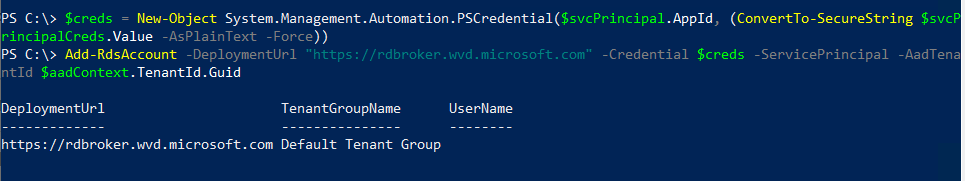 PS C:\> $creds = New-Object System.Management.Automation.PSCredential($svcPrincipal.AppId, (ConvertTo-SecureString $svcP
rincipalCreds.Value -AsPlainText -Force))
PS C:\> Add-RdsAccount -DeploymentUrl "https://rdbroker.wvd.microsoft.com" -Credential $creds -ServicePrincipal -AadTena
ntId $aadContext.TenantId.Guid
DeploymentUrl TenantGroupName UserName
------------- --------------- --------
https://rdbroker.wvd.microsoft.com Default Tenant Group